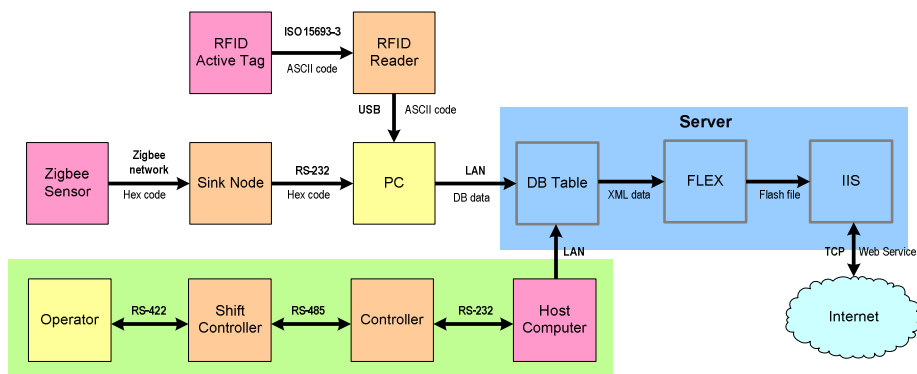 ISO15693-3
RFID
Active Tag
ASCII code
RFID
Reader
USB
ASCII code
Server
Zigbee
Sensor
Zigbee
network
Hex code
Sink Node
RS-232
Hex code
PC
LAN
DB data
DB Table
XML data
FLEX
Flash file
IIS
LAN
TCP
Web Service
Operator
RS-422
Shift
Controller
RS-485
Controller
RS-232
Host
Computer
Internet